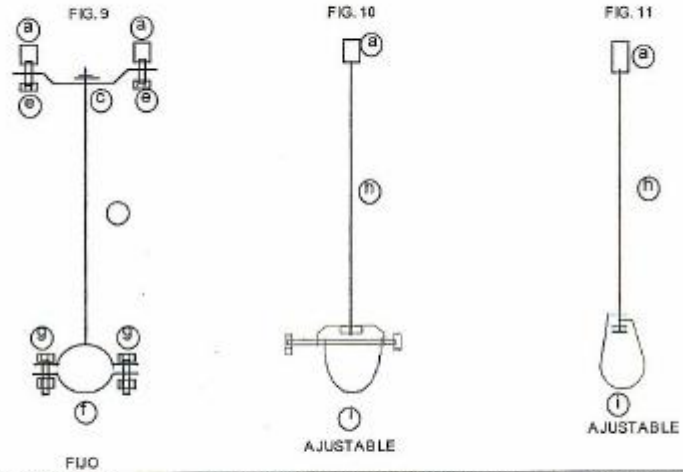 FIG. 9
FIG. 10
FIG. 11
a a
a
a
e c e
h
h
g g
f
i
i
AJUSTABLE
AJUSTABLE
FIJO